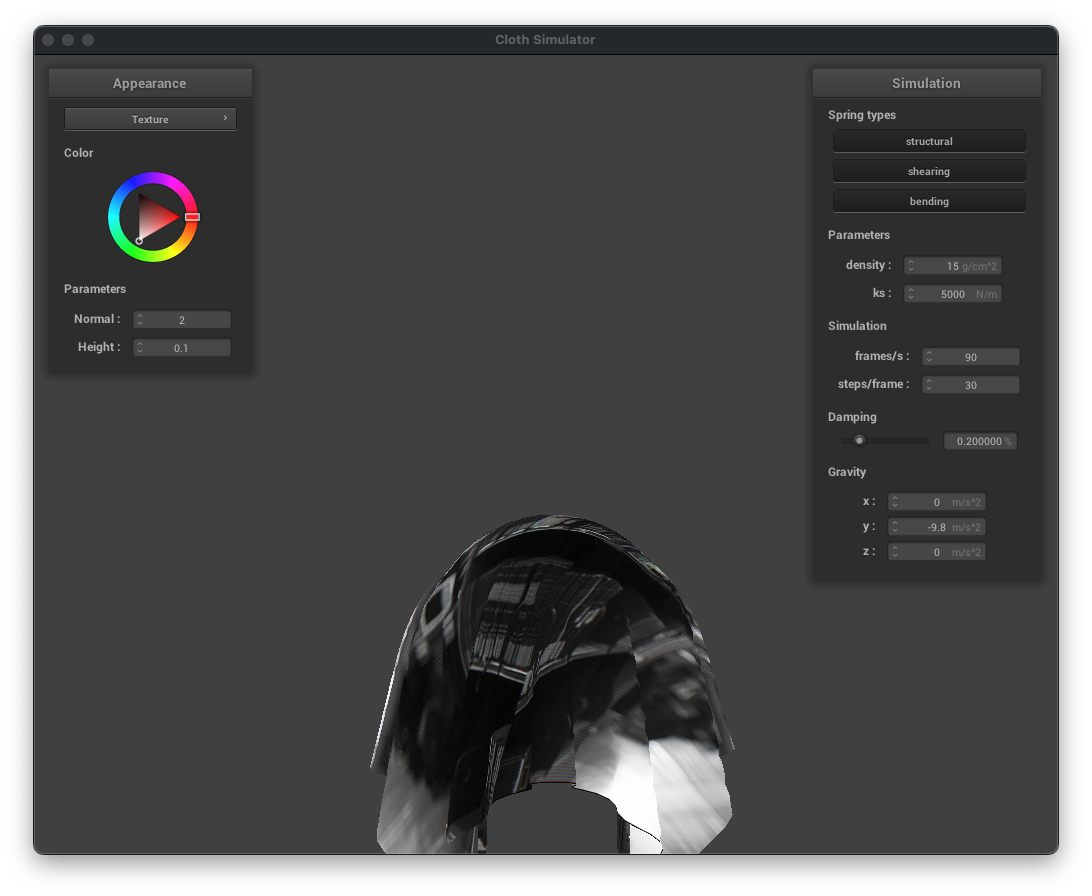 Cloth Simulator
Appearance
Texture
Color
Parameters
Normal : 2
Height : 0.1
Simulation
Spring types
structural
shearing
bending
Parameters
density : 15 g/cm^2
ks : 5000 N/m
Simulation
frames/s : 90
steps/frame : 30
Damping
0.200000 %
Gravity
x : 0 m/s^2
y : -9.8 m/s^2
z : 0 m/s^2